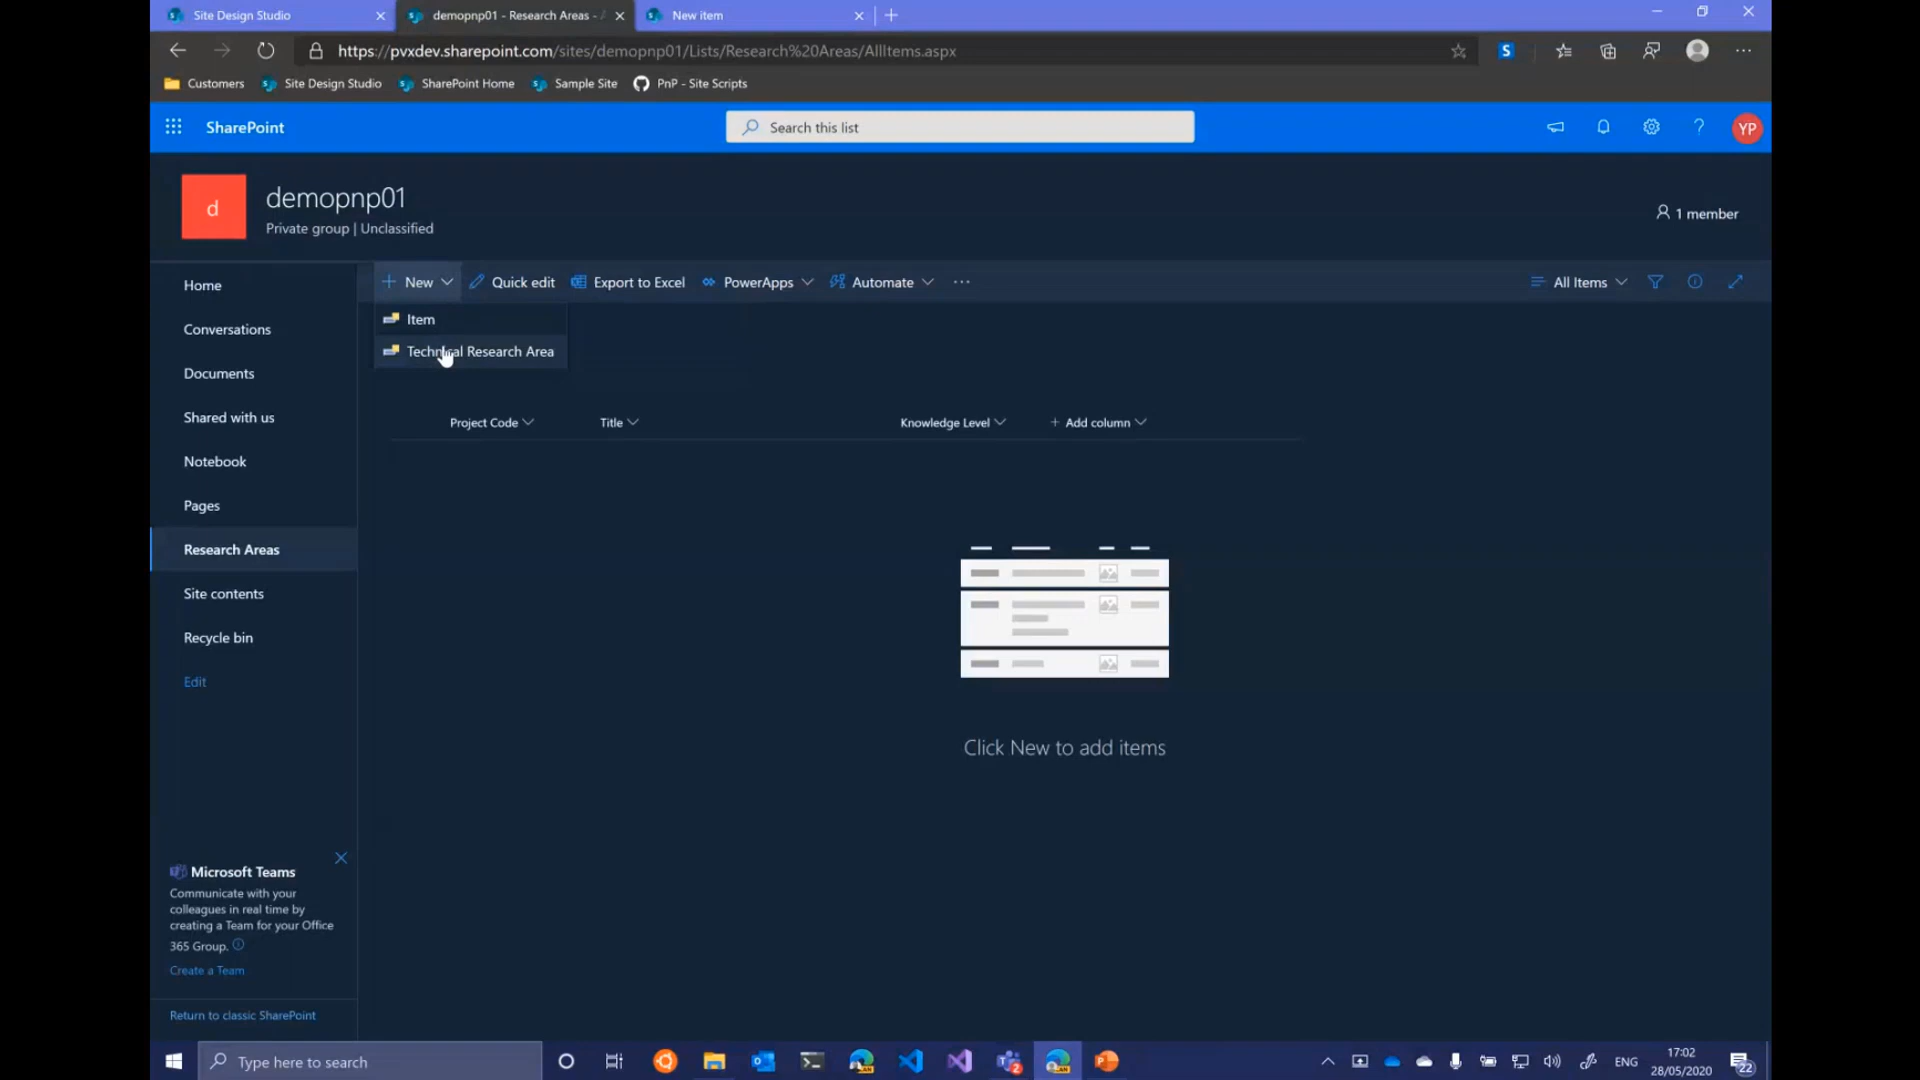 Site Design Studio
demopnp01 - Research Areas -
New item
https://pvxdev.sharepoint.com/sites/demopnp01/Lists/Research%20Areas/AllItems.aspx
S
Customers
Site Design Studio
SharePoint Home
Sample Site
PnP - Site Scripts
SharePoint
Search this list
YP
d
demopnp01
Private group | Unclassified
1 member
Home
Conversations
Documents
Shared with us
Notebook
Pages
Research Areas
Site contents
Recycle bin
Edit
New
Quick edit
Export to Excel
PowerApps
Automate
All Items
Item
Technical Research Area
Project Code
Title
Knowledge Level
Add column
Click New to add items
Microsoft Teams
Communicate with your
colleagues in real time by
creating a Team for your Office
365 Group.
Create a Team
Return to classic SharePoint
Type here to search
2
ENG
17:02
28/05/2020
22